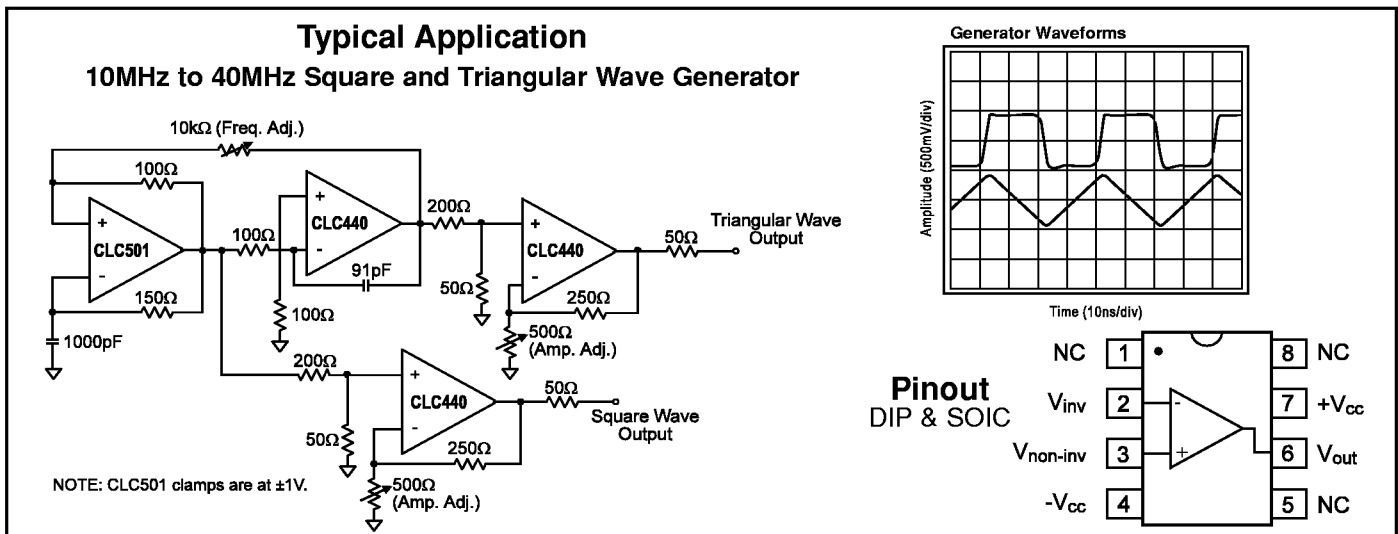 Typical Application
10MHz to 40MHz Square and Triangular Wave Generator
10kΩ (Freq. Adj.)
100Ω
+
CLC501
-
150Ω
1000pF
100Ω
+
CLC440
-
91pF
100Ω
200Ω
50Ω
+
CLC440
-
250Ω
500Ω
(Amp. Adj.)
50Ω
Triangular Wave
Output
200Ω
50Ω
+
CLC440
-
250Ω
500Ω
(Amp. Adj.)
50Ω
Square Wave
Output
NOTE: CLC501 clamps are at ±1V.
Generator Waveforms
Amplitude (500mV/div)
Time (10ns/div)
Pinout
DIP & SOIC
NC 1
8 NC
Vinv 2
-
7 +Vcc
Vnon-inv 3
+
6 Vout
-Vcc 4
5 NC